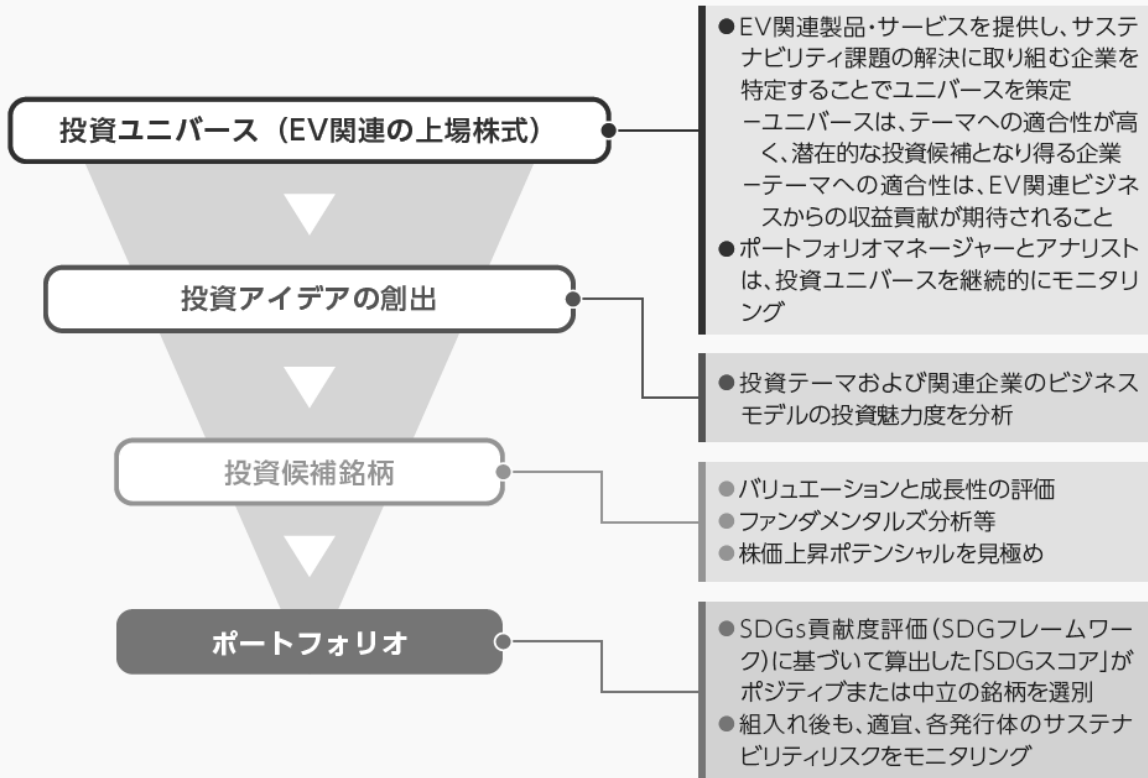 投資ユニバース（EV関連の上場株式）
●EV関連製品・サービスを提供し、サステ
ナビリティ課題の解決に取り組む企業を
特定することでユニバースを策定
－ユニバースは、テーマへの適合性が高
く、潜在的な投資候補となり得る企業
－テーマへの適合性は、EV関連ビジネ
スからの収益貢献が期待されること
●ポートフォリオマネージャーとアナリスト
は、投資ユニバースを継続的にモニタリ
ング
投資アイデアの創出
●投資テーマおよび関連企業のビジネス
モデルの投資魅力度を分析
投資候補銘柄
●バリュエーションと成長性の評価
●ファンダメンタルズ分析等
●株価上昇ポテンシャルを見極め
ポートフォリオ
●SDGs貢献度評価(SDGフレームワー
ク)に基づいて算出した「SDGスコア」が
ポジティブまたは中立の銘柄を選別
●組入れ後も、適宜、各発行体のサステナ
ビリティリスクをモニタリング